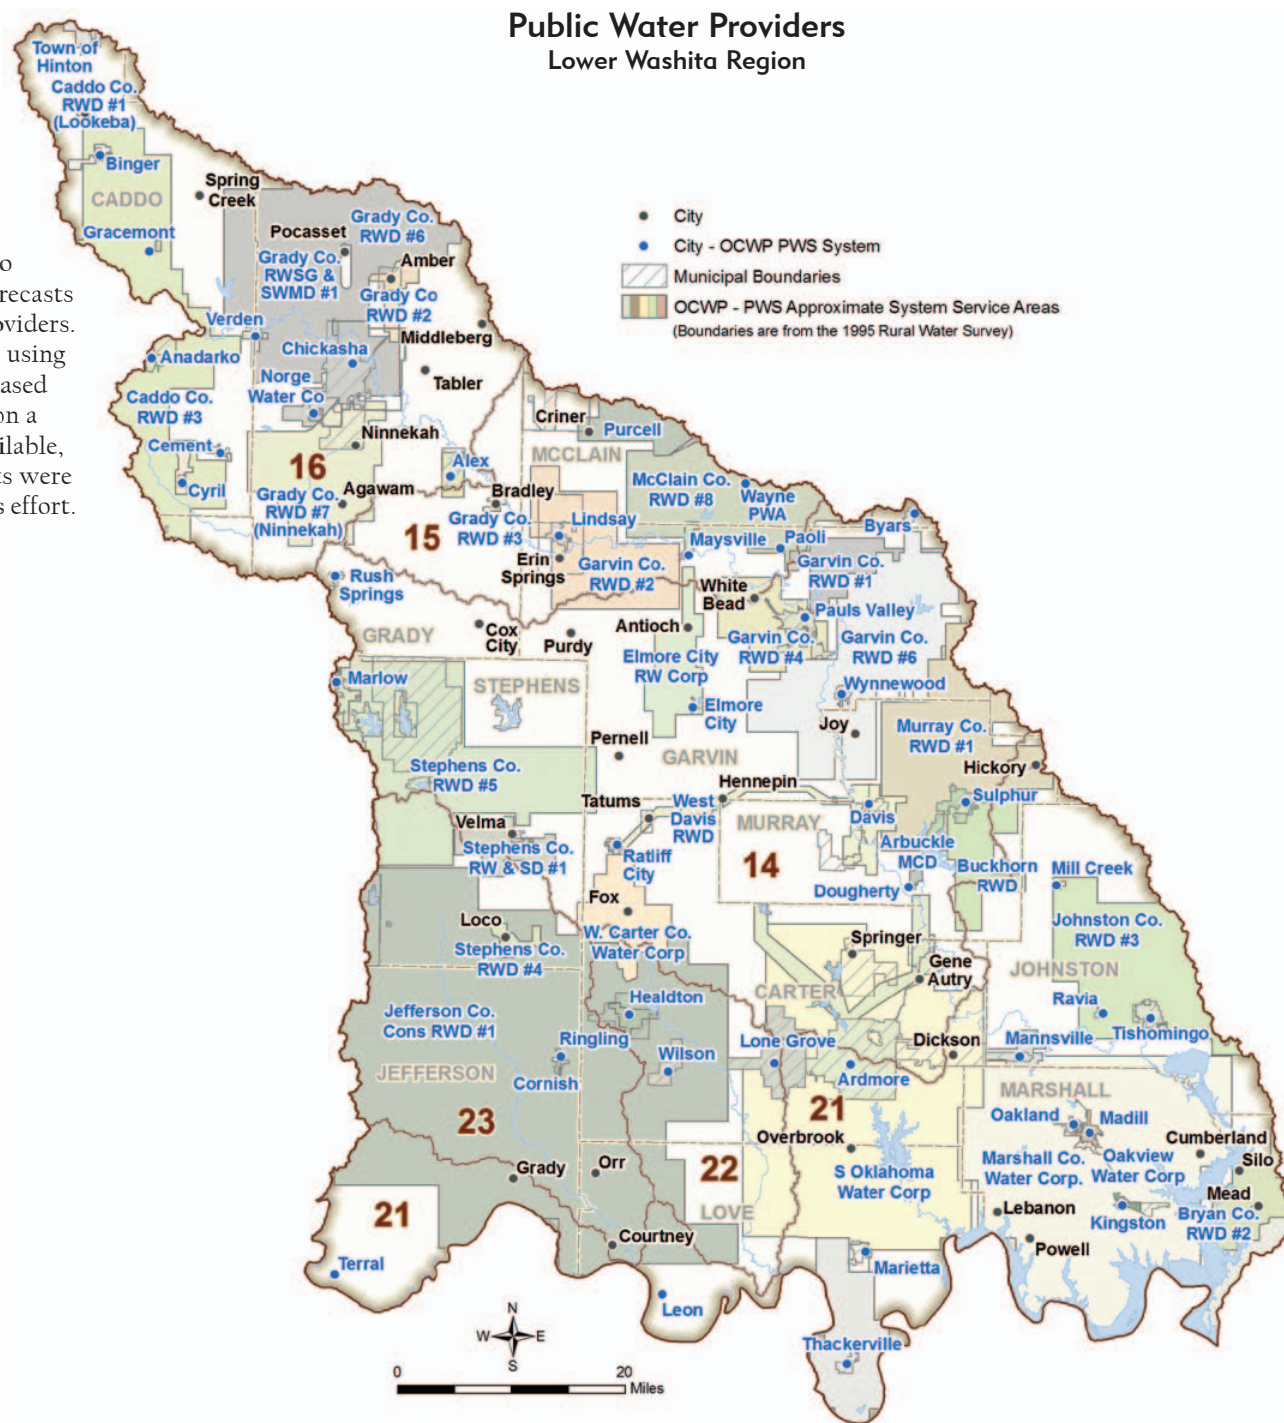 Public Water Providers
Lower Washita Region
Town of
Hinton
Caddo Co.
RWD #1
(Lookeba)
Binger
CADDO
Spring
Creek
Gracemont
Pocasset
Grady Co.
RWD #6
Grady Co.
RWSG &
SWMD #1
Amber
Grady Co
RWD #2
City
City - OCWP PWS System
Municipal Boundaries
OCWP - PWS Approximate System Service Areas
(Boundaries are from the 1995 Rural Water Survey)
o
recasts
oviders.
using
ased
on a
ilable,
ts were
s effort.
Verden
Middleberg
Anadarko
Chickasha
Tabler
Norge
Water Co
Caddo Co.
RWD #3
Criner
Purcell
Ninnekah
MCCLAIN
Cement
16
Alex
Cyril
Agawam
Grady Co.
RWD #7
(Ninnekah)
Bradley
McClain Co.
RWD #8
Wayne
PWA
15
Grady Co.
RWD #3
Lindsay
Byars
Erin
Springs
Maysville
Paoli
Garvin Co.
RWD #2
Garvin Co.
RWD #1
Rush
Springs
White
Bead
Pauls Valley
GRADY
Cox
City
Purdy
Antioch
Garvin Co.
RWD #4
Garvin Co.
RWD #6
Elmore City
RW Corp
Marlow
STEPHENS
Wynnewood
Elmore
City
Joy
Murray Co.
RWD #1
Pernell
GARVIN
Hickory
Stephens Co.
RWD #5
Hennepin
Tatums
West
Davis
RWD
Sulphur
Velma
MURRAY
Davis
Stephens Co.
RW & SD #1
Ratliff
City
14
Arbuckle
MCD
Buckhorn
RWD
Mill Creek
Dougherty
Fox
Loco
W. Carter Co.
Water Corp
Johnston Co.
RWD #3
Stephens Co.
RWD #4
Springer
Gene
Autry
JOHNSTON
CARTER
Healdton
Ravia
Jefferson Co.
Cons RWD #1
Ringling
Lone Grove
Dickson
Mannsville
Tishomingo
Wilson
JEFFERSON
Cornish
Ardmore
MARSHALL
23
21
Oakland
Madill
Overbrook
Cumberland
Orr
22
Marshall Co.
Water Corp.
Oakview
Water Corp
Silo
Grady
S Oklahoma
Water Corp
Mead
21
LOVE
Lebanon
Kingston
Bryan Co.
RWD #2
Courtney
Powell
Terral
Marietta
Leon
N
W
E
S
Thackerville
0
20
Miles